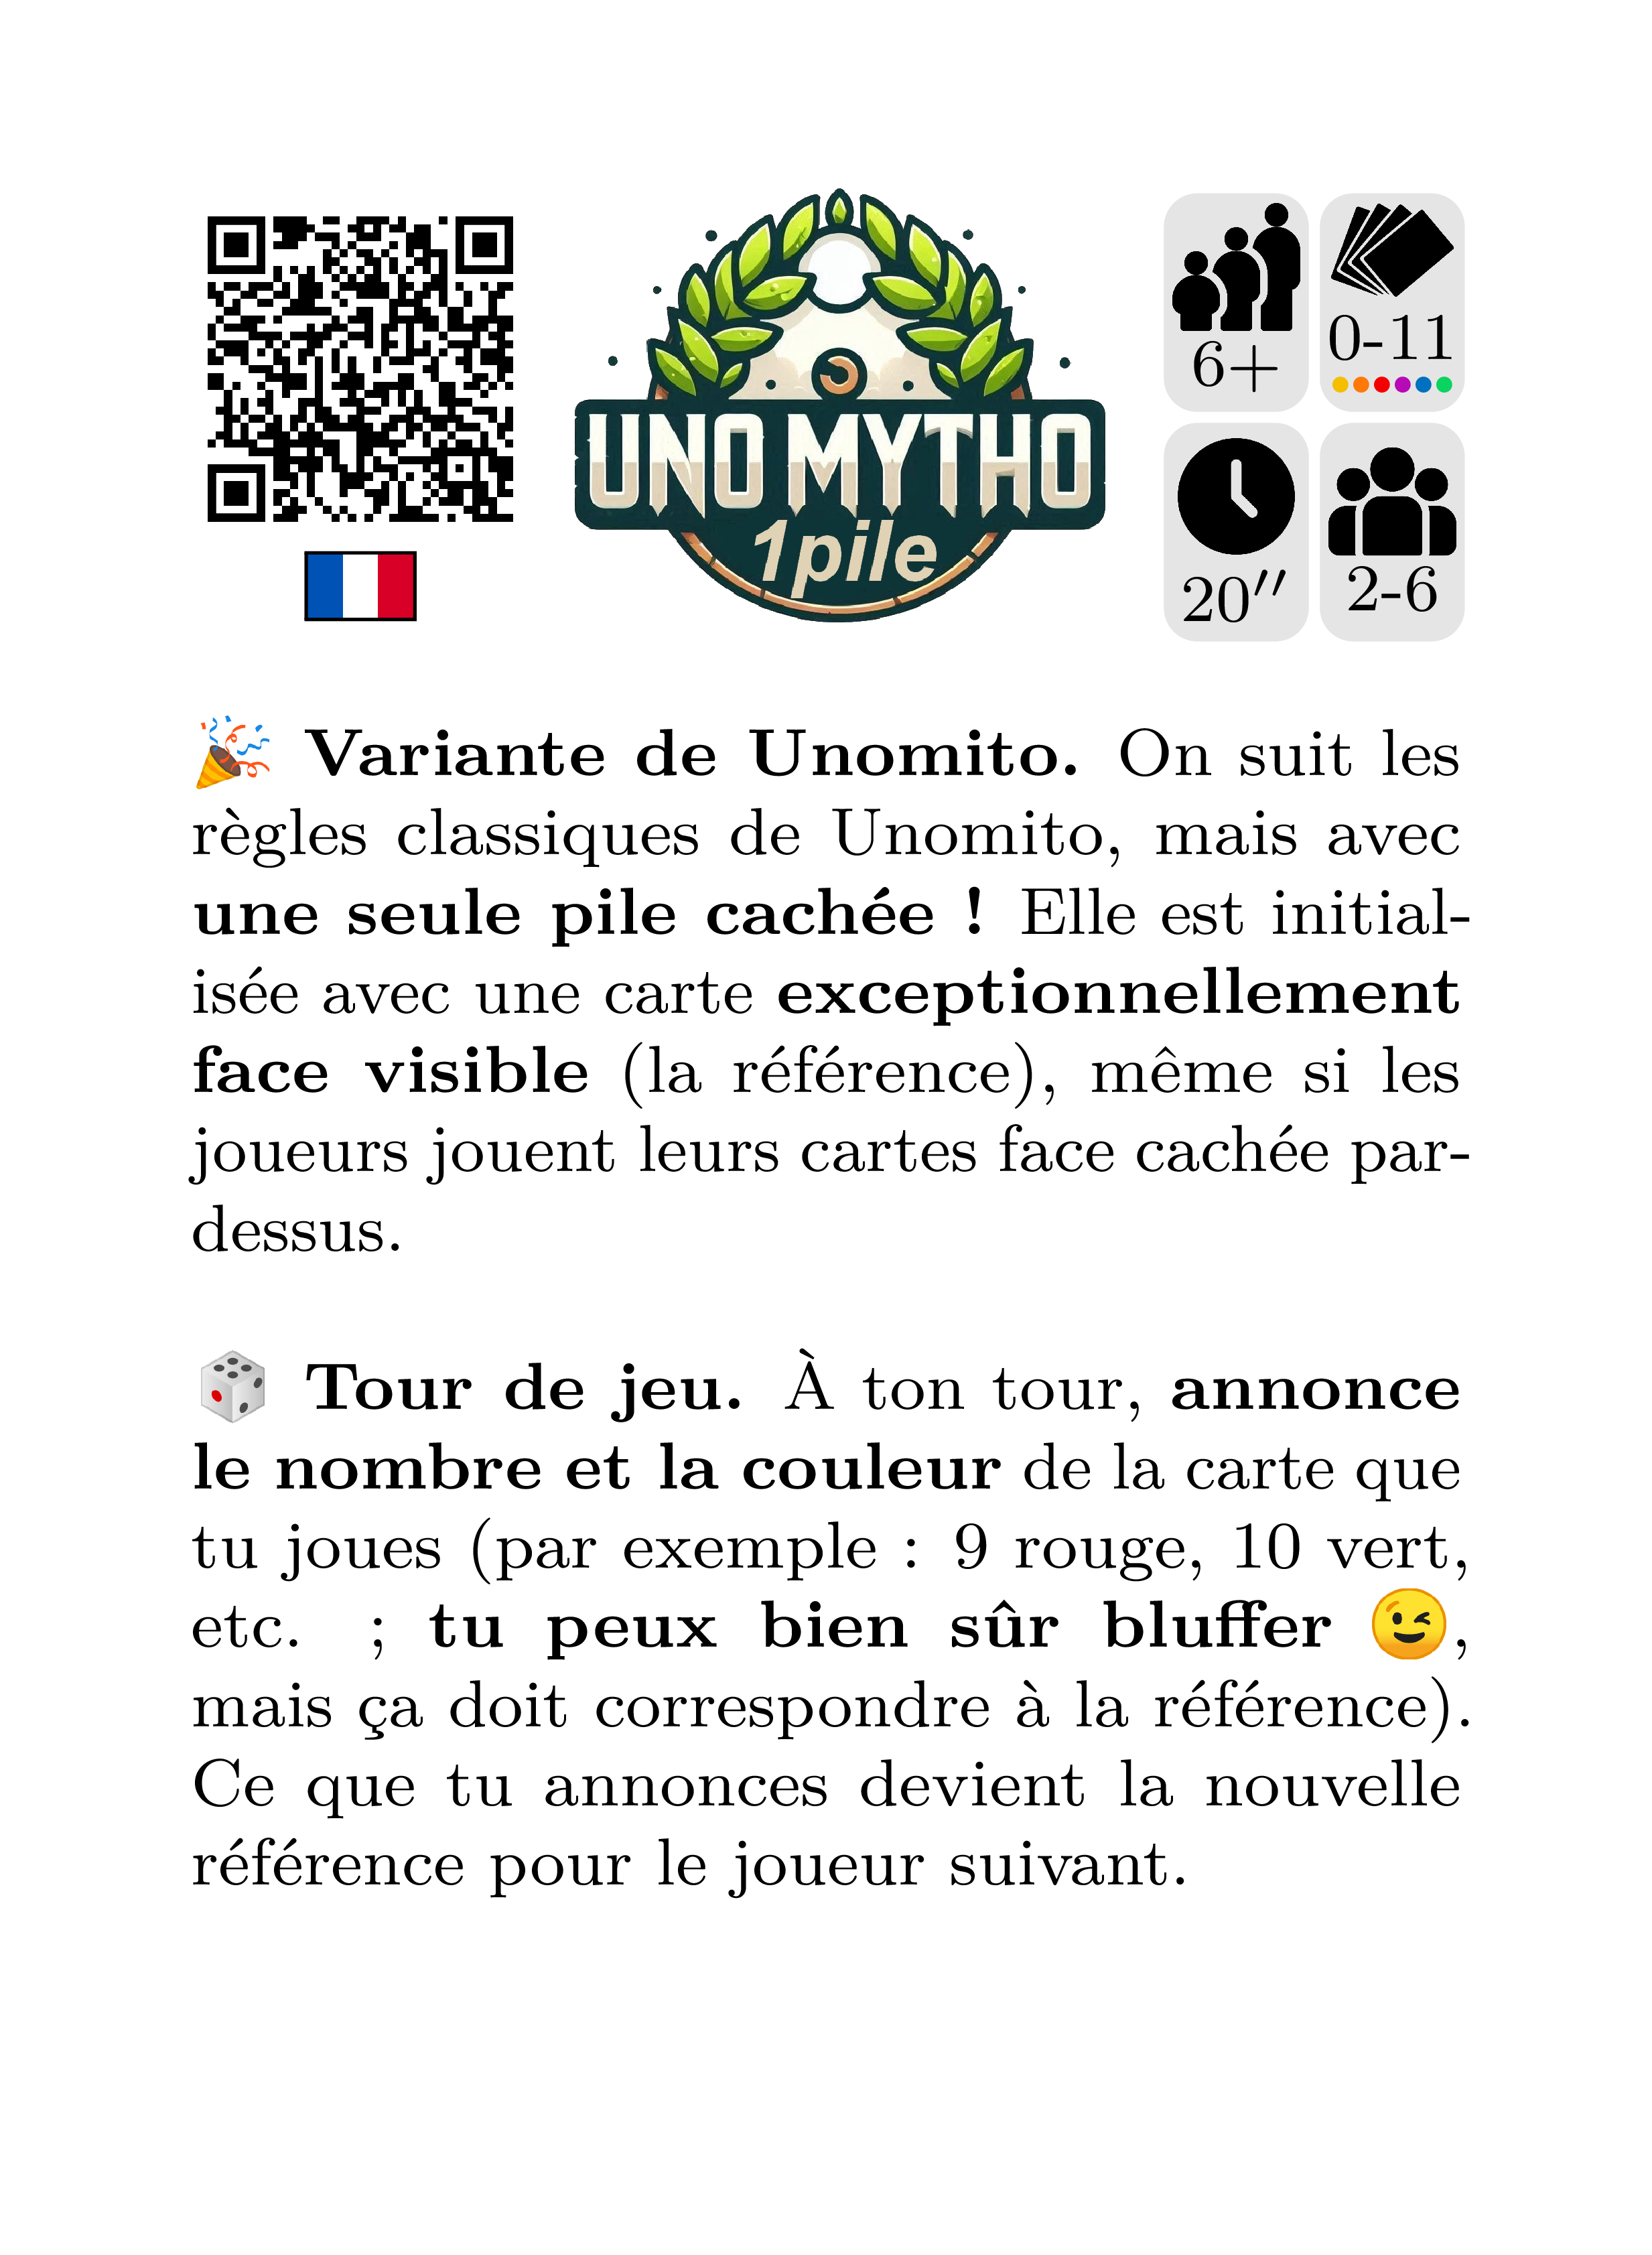 UNO MYTHO
1pile
6+
0-11
20′′
2-6
🎉 Variante de Unomito. On suit les
règles classiques de Unomito, mais avec
une seule pile cachée ! Elle est initial-
isée avec une carte exceptionnellement
face visible (la référence), même si les
joueurs jouent leurs cartes face cachée par-
dessus.
🎲 Tour de jeu. À ton tour, annonce
le nombre et la couleur de la carte que
tu joues (par exemple : 9 rouge, 10 vert,
etc. ; tu peux bien sûr bluffer 😉,
mais ça doit correspondre à la référence).
Ce que tu annonces devient la nouvelle
référence pour le joueur suivant.